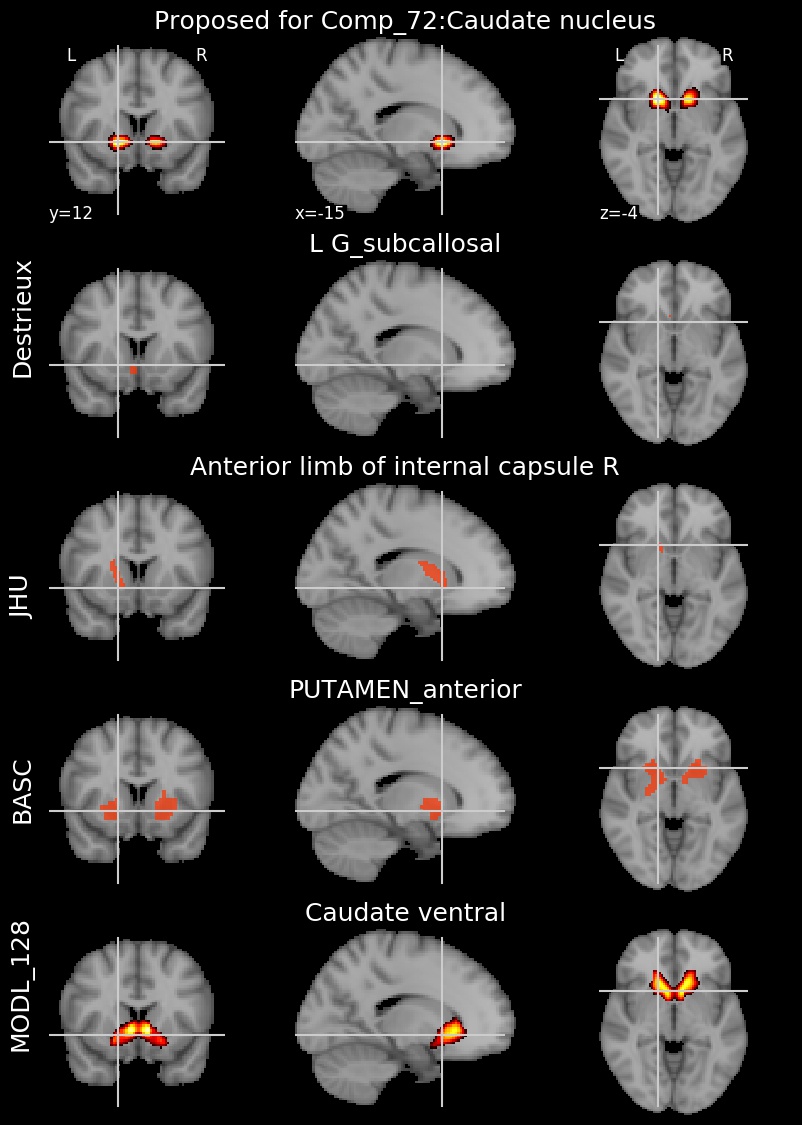 Proposed for Comp_72:Caudate nucleus
L R
L R
y=12
x=-15
z=-4
L G_subcallosal
Destrieux
Anterior limb of internal capsule R
JHU
PUTAMEN_anterior
BASC
Caudate ventral
MODL_128